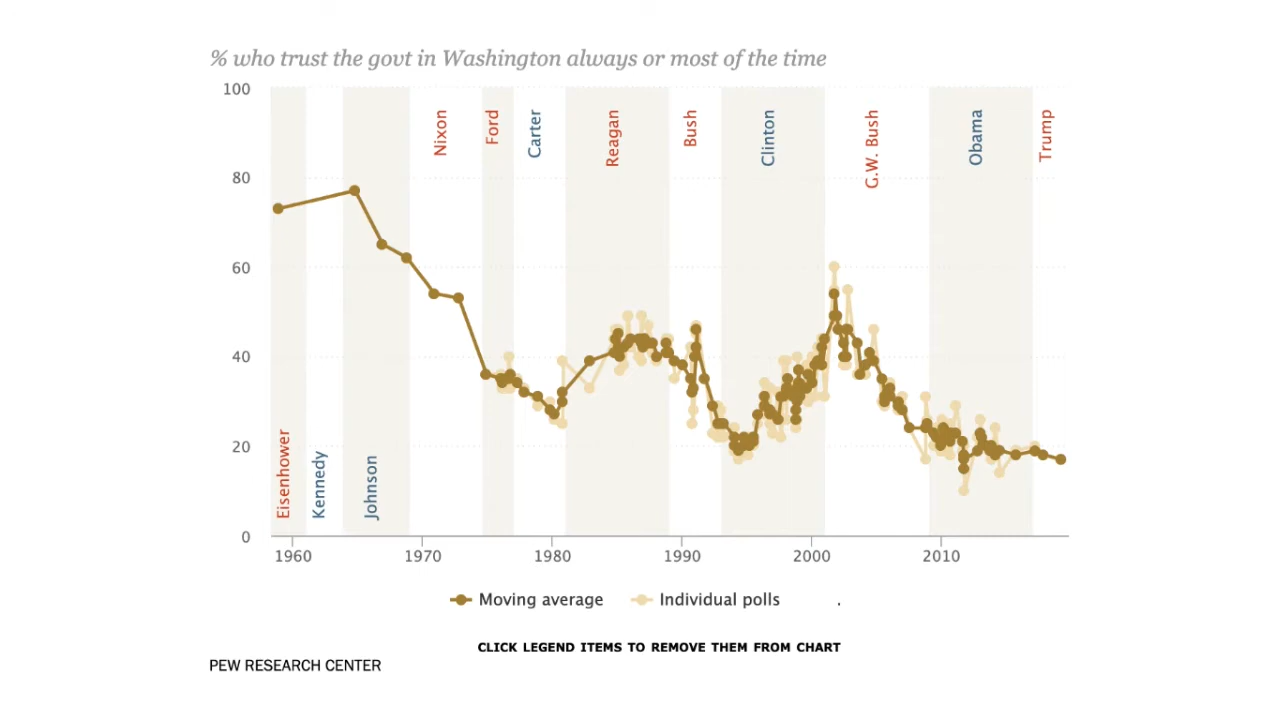 % who trust the govt in Washington always or most of the time
100
80
60
40
20
0
Eisenhower
Kennedy
Johnson
Nixon
Ford
Carter
Reagan
Bush
Clinton
G.W. Bush
Obama
Trump
1960 1970 1980 1990 2000 2010
Moving average Individual polls .
CLICK LEGEND ITEMS TO REMOVE THEM FROM CHART
PEW RESEARCH CENTER